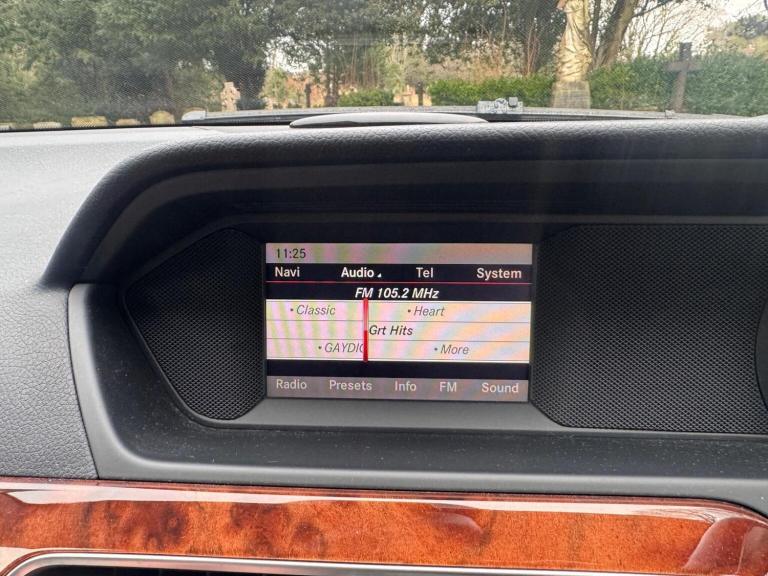 11:25
Navi Audio Tel System
FM 105.2 MHz
• Classic • Heart
Grt Hits
• GAYDIO • More
Radio Presets Info FM Sound